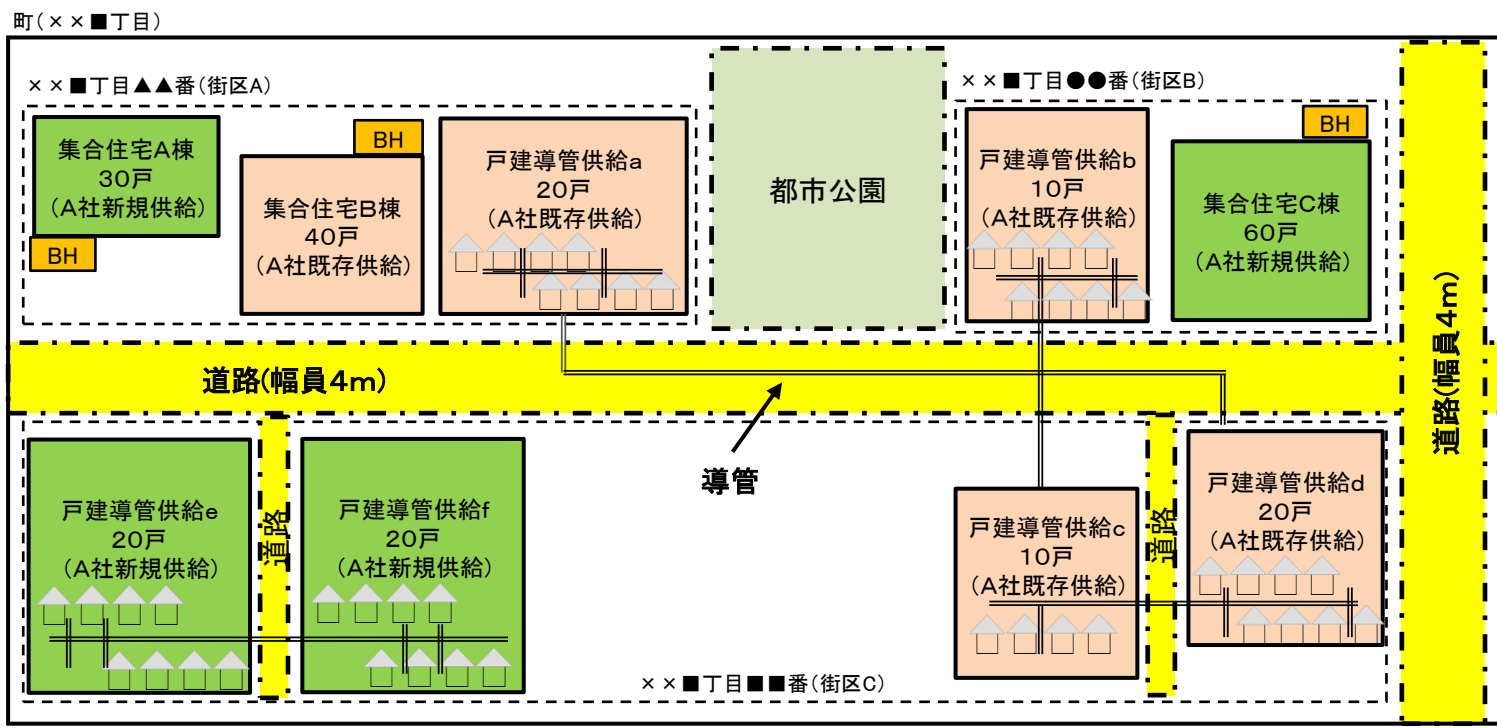 町(××■丁目)
××■丁目▲▲番(街区A)
集合住宅A棟
30戸
(A社新規供給)
BH
BH
集合住宅B棟
40戸
(A社既存供給)
戸建導管供給a
20戸
(A社既存供給)
都市公園
××■丁目●●番(街区B)
戸建導管供給b
10戸
(A社既存供給)
BH
集合住宅C棟
60戸
(A社新規供給)
道路(幅員4m)
道路(幅員4m)
導管
戸建導管供給e
20戸
(A社新規供給)
道路
戸建導管供給f
20戸
(A社新規供給)
戸建導管供給c
10戸
(A社既存供給)
道路
戸建導管供給d
20戸
(A社既存供給)
××■丁目■■番(街区C)